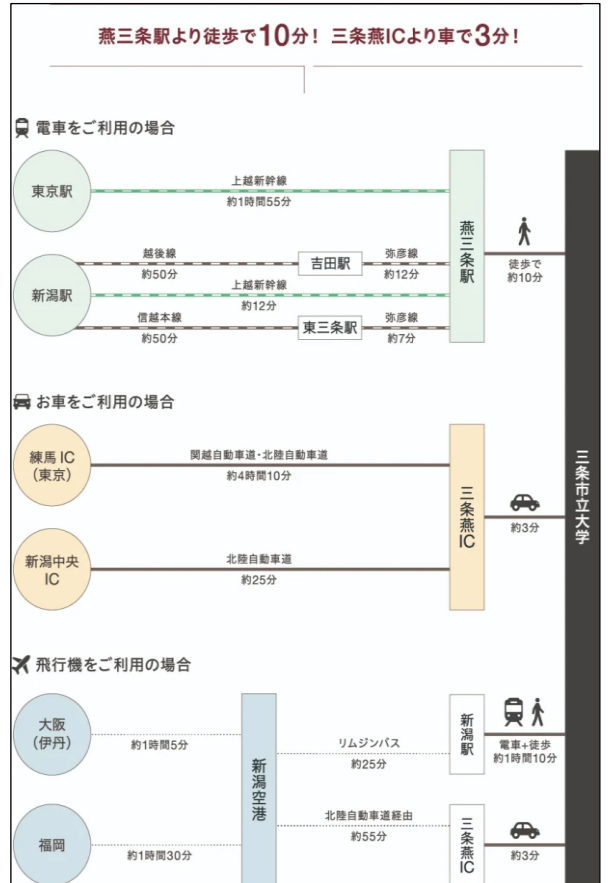 燕三条駅より徒歩で10分! 三条燕ICより車で3分!
電車をご利用の場合
東京駅
上越新幹線
約1時間55分
新潟駅
越後線
約50分
吉田駅
弥彦線
約12分
上越新幹線
約12分
信越本線
約50分
東三条駅
弥彦線
約7分
燕三条駅
徒歩で
約10分
お車をご利用の場合
練馬 IC
(東京)
関越自動車道・北陸自動車道
約4時間10分
新潟中央
IC
北陸自動車道
約25分
三条燕IC
約3分
三条市立大学
飛行機をご利用の場合
大阪
(伊丹)
約1時間5分
福岡
約1時間30分
新潟空港
リムジンバス
約25分
新潟駅
電車+徒歩
約1時間10分
北陸自動車道経由
約55分
三条燕IC
約3分